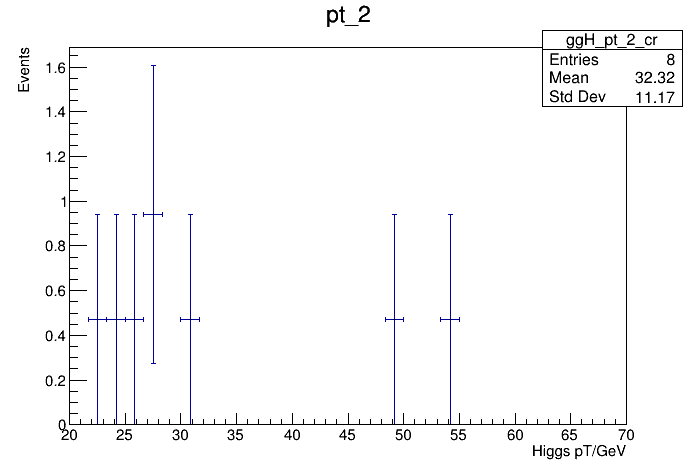 pt_2
ggH_pt_2_cr
Entries 8
Mean 32.32
Std Dev 11.17
Events
1.6
1.4
1.2
1
0.8
0.6
0.4
0.2
0
20 25 30 35 40 45 50 55 60 65 70
Higgs pT/GeV